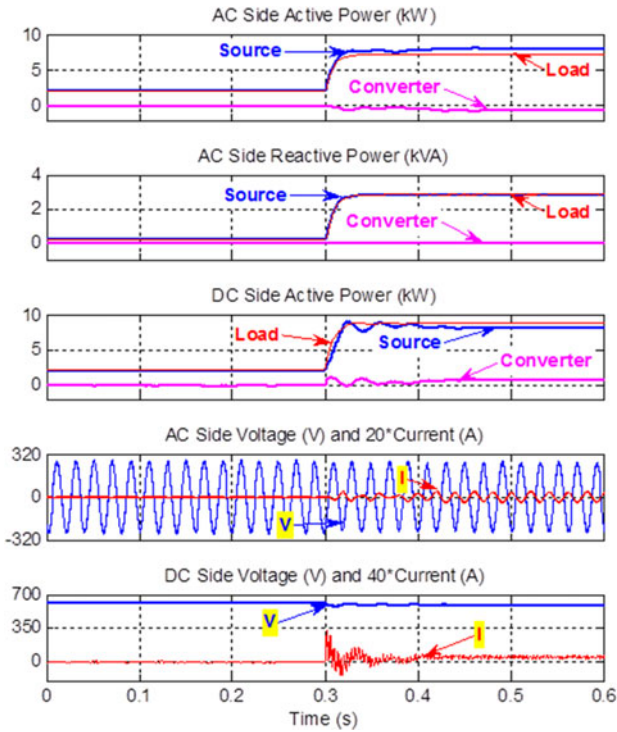 AC Side Active Power (kW)
10
5
0
Source
Load
Converter
AC Side Reactive Power (kVA)
4
2
0
Source
Load
Converter
DC Side Active Power (kW)
10
5
0
Load
Source
Converter
AC Side Voltage (V) and 20*Current (A)
320
0
-320
I
V
DC Side Voltage (V) and 40*Current (A)
700
350
0
V
I
0 0.1 0.2 0.3 0.4 0.5 0.6
Time (s)